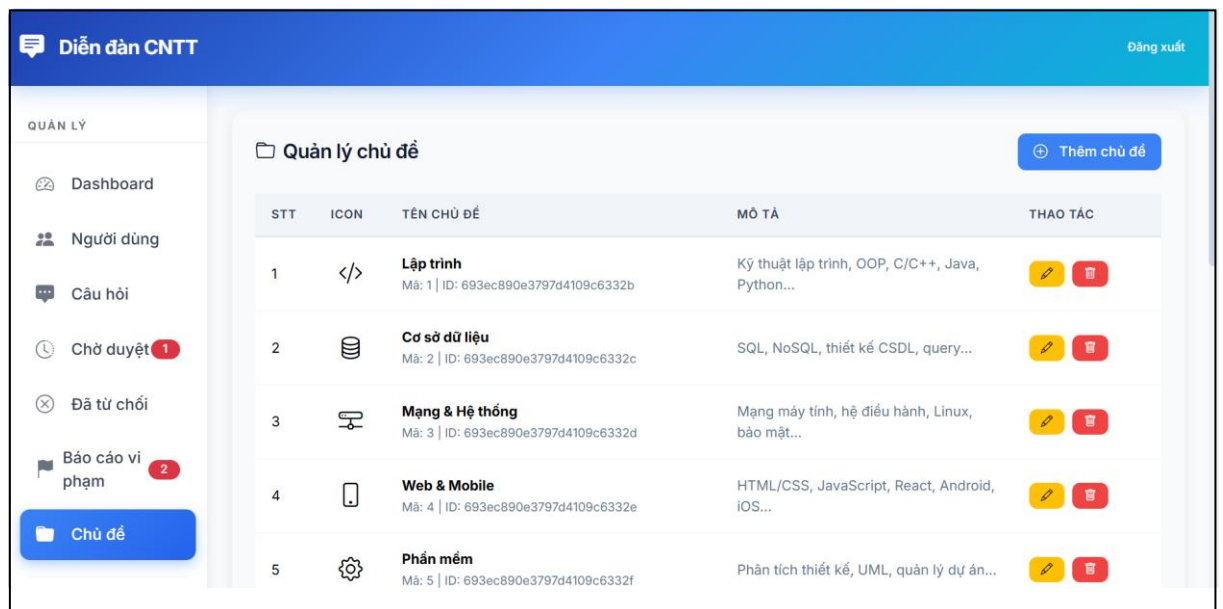 Diễn đàn CNTT
Đăng xuất
QUẢN LÝ
Dashboard
Người dùng
Câu hỏi
Chờ duyệt 1
Đã từ chối
Báo cáo vi
phạm 2
Chủ đề
Quản lý chủ đề
Thêm chủ đề
STT ICON TÊN CHỦ ĐỀ MÔ TẢ THAO TÁC
1 </> Lập trình
Mã: 1 | ID: 693ec890e3797d4109c6332b
Kỹ thuật lập trình, OOP, C/C++, Java,
Python...
2 Cơ sở dữ liệu
Mã: 2 | ID: 693ec890e3797d4109c6332c
SQL, NoSQL, thiết kế CSDL, query...
3 Mạng & Hệ thống
Mã: 3 | ID: 693ec890e3797d4109c6332d
Mạng máy tính, hệ điều hành, Linux,
bảo mật...
4 Web & Mobile
Mã: 4 | ID: 693ec890e3797d4109c6332e
HTML/CSS, JavaScript, React, Android,
iOS...
5 Phần mềm
Mã: 5 | ID: 693ec890e3797d4109c6332f
Phân tích thiết kế, UML, quản lý dự án...